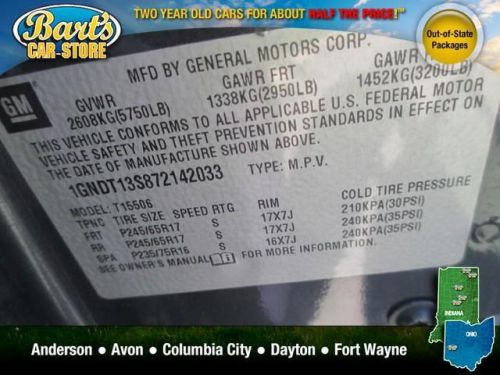 Bart's
CAR-STORE
TWO YEAR OLD CARS FOR ABOUT HALF THE PRICE!™
Out-of-State
Packages
GM
MFD BY GENERAL MOTORS CORP.
GVWR GAWR FRT GAWR
2608KG(5750LB) 1338KG(2950LB) 1452KG(3200LB)
THIS VEHICLE CONFORMS TO ALL APPLICABLE U.S. FEDERAL MOTOR
VEHICLE SAFETY AND THEFT PREVENTION STANDARDS IN EFFECT ON
THE DATE OF MANUFACTURE SHOWN ABOVE.
1GNDT13S872142033 TYPE: M.P.V.
MODEL: T15506
TPNC TIRE SIZE SPEED RTG RIM COLD TIRE PRESSURE
FRT P245/65R17 S 17X7J 210KPA(30PSI)
RR P245/65R17 S 17X7J 240KPA(35PSI)
SPA P235/75R16 S 16X7J 240KPA(35PSI)
SEE OWNER'S MANUAL FOR MORE INFORMATION.
INDIANA
OHIO
Anderson ~ Avon ~ Columbia City ~ Dayton ~ Fort Wayne